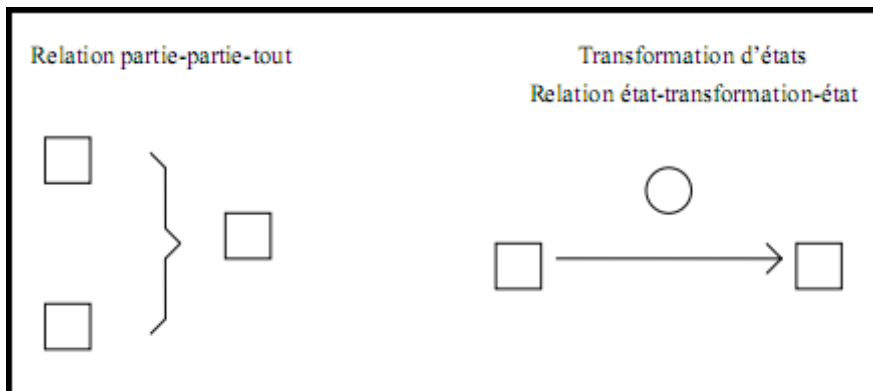 Relation partie-partie-tout
Transformation d'états
Relation état-transformation-état